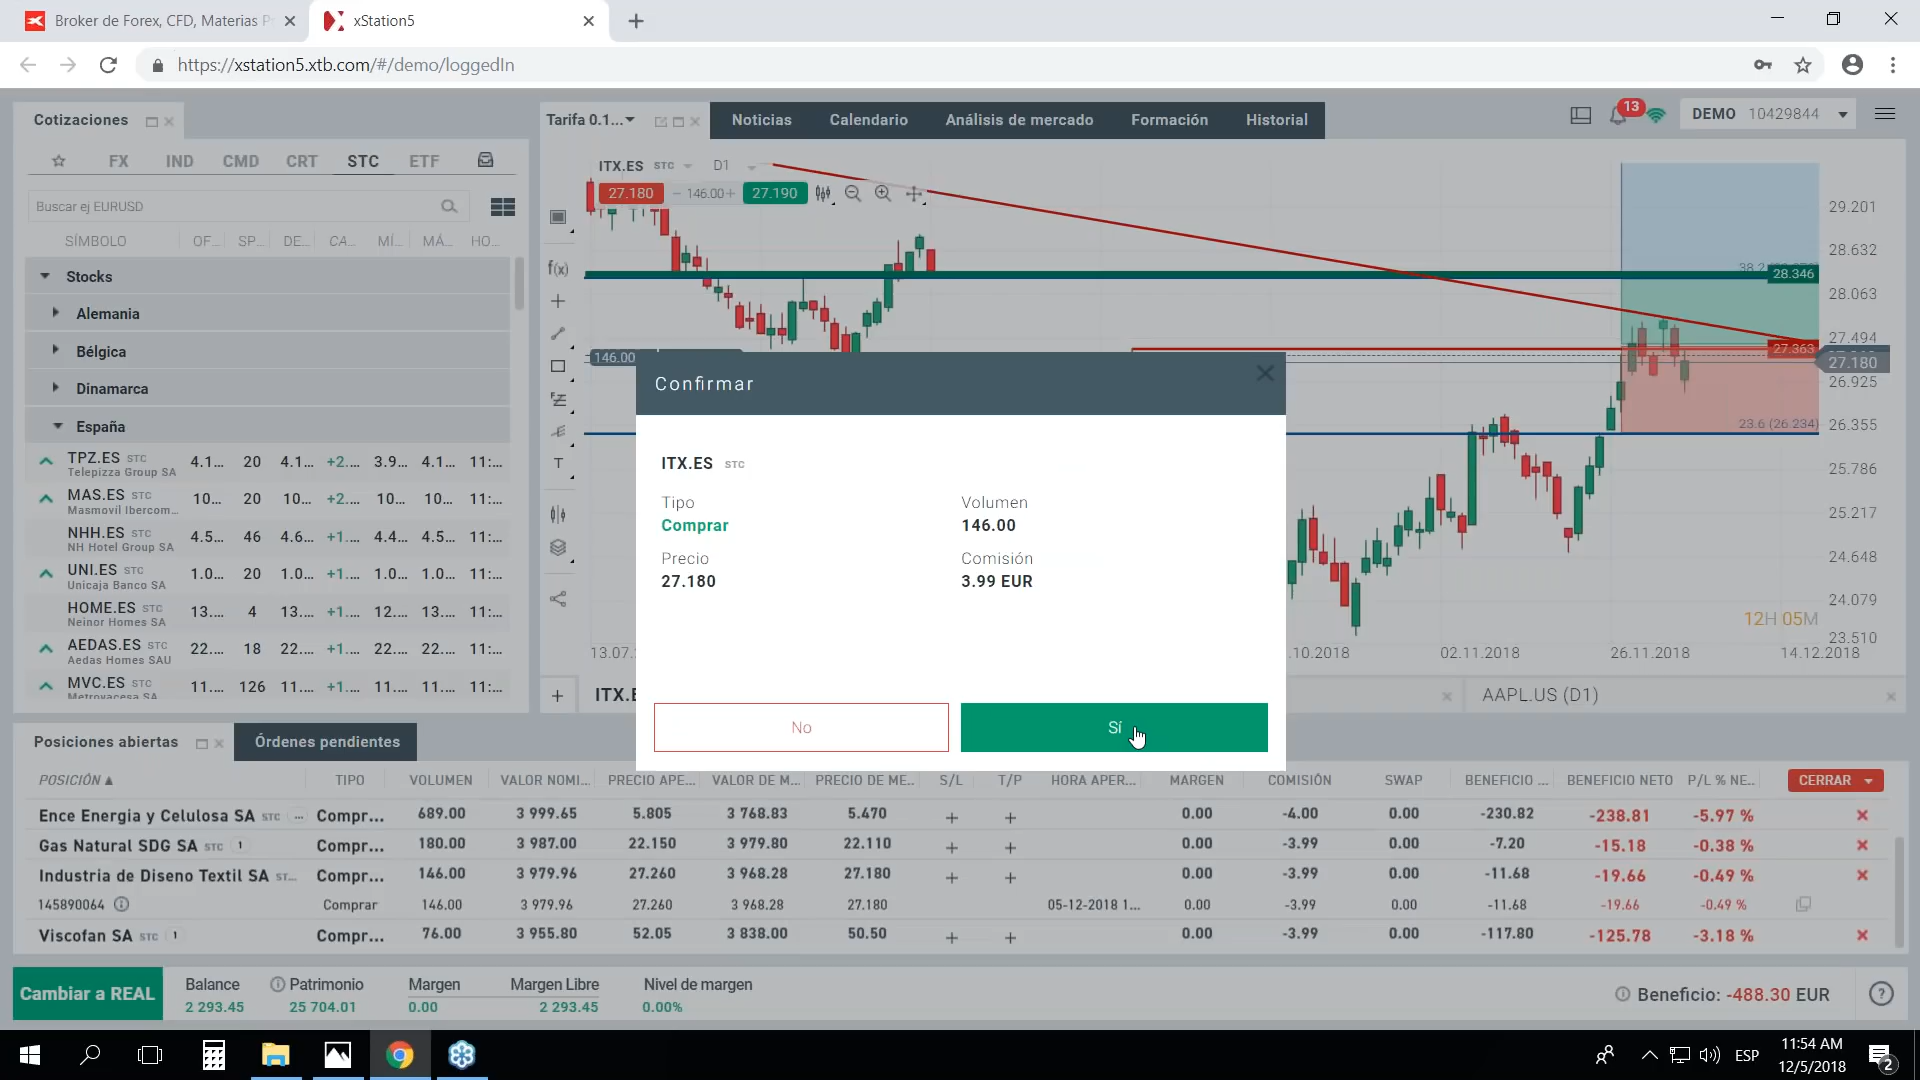 Broker de Forex, CFD, Materias P
xStation5
https://xstation5.xtb.com/#/demo/loggedIn
Cotizaciones
Tarifa 0.1...
Noticias
Calendario
Análisis de mercado
Formación
Historial
13
DEMO 10429844
FX IND CMD CRT STC ETF
Buscar ej EURUSD
SÍMBOLO OF... SP... DE... CA... MÍ... MÁ... HO...
Stocks
Alemania
Bélgica
Dinamarca
España
TPZ.ES STC 4.1... 20 4.1... +2.... 3.9... 4.1... 11:...
Telepizza Group SA
MAS.ES STC 10... 20 10... +2.... 10... 10... 11:...
Masmovil Ibercom...
NHH.ES STC 4.5... 46 4.6... +1.... 4.4... 4.5... 11:...
NH Hotel Group SA
UNI.ES STC 1.0... 20 1.0... +1.... 1.0... 1.0... 11:...
Unicaja Banco SA
HOME.ES STC 13.... 4 13.... +1.... 12.... 13.... 11:...
Neinor Homes SA
AEDAS.ES STC 22.... 18 22.... +1.... 22.... 22.... 11:...
Aedas Homes SAU
MVC.ES STC 11.... 126 11.... +1.... 11.... 11.... 11:...
Metrovacesa SA
ITX.ES STC D1
27.180 − 146.00 + 27.190
f(x)
T
146.00
38.2
28.346
27.363
27.180
23.6 (26.234)
29.201
28.632
28.063
27.494
26.925
26.355
25.786
25.217
24.648
24.079
23.510
12H 05M
13.07.
.10.2018
02.11.2018
26.11.2018
14.12.2018
ITX.E
AAPL.US (D1)
Confirmar
ITX.ES STC
Tipo Volumen
Comprar 146.00
Precio Comisión
27.180 3.99 EUR
No
Sí
Posiciones abiertas
Órdenes pendientes
POSICIÓN TIPO VOLUMEN VALOR NOMI... PRECIO APE... VALOR DE M... PRECIO DE ME... S/L T/P HORA APER... MARGEN COMISIÓN SWAP BENEFICIO ... BENEFICIO NETO P/L % NE... CERRAR
Ence Energia y Celulosa SA STC ... Compr... 689.00 3 999.65 5.805 3 768.83 5.470 + + 0.00 -4.00 0.00 -230.82 -238.81 -5.97 %
Gas Natural SDG SA STC 1 Compr... 180.00 3 987.00 22.150 3 979.80 22.110 + + 0.00 -3.99 0.00 -7.20 -15.18 -0.38 %
Industria de Diseno Textil SA ST... Compr... 146.00 3 979.96 27.260 3 968.28 27.180 + + 0.00 -3.99 0.00 -11.68 -19.66 -0.49 %
145890064 Comprar 146.00 3 979.96 27.260 3 968.28 27.180 05-12-2018 1... 0.00 -3.99 0.00 -11.68 -19.66 -0.49 %
Viscofan SA STC 1 Compr... 76.00 3 955.80 52.05 3 838.00 50.50 + + 0.00 -3.99 0.00 -117.80 -125.78 -3.18 %
Cambiar a REAL
Balance Patrimonio Margen Margen Libre Nivel de margen
2 293.45 25 704.01 0.00 2 293.45 0.00%
Beneficio: -488.30 EUR
ESP
11:54 AM
12/5/2018
2